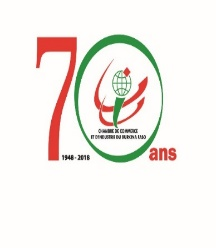 70
CHAMBRE DE COMMERCE
ET D'INDUSTRIE DU BURKINA FASO
1948 - 2018
ans